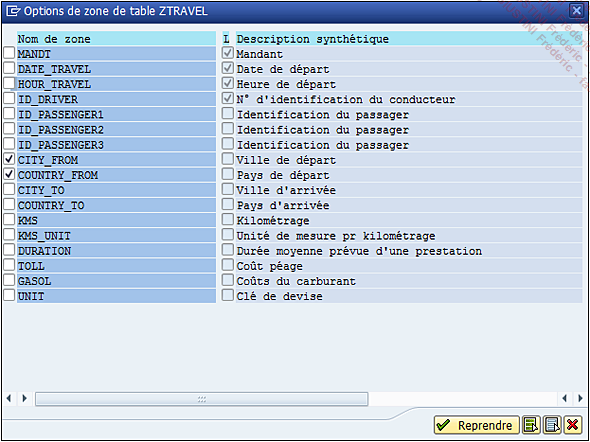 Options de zone de table ZTRAVEL
Nom de zone L Description synthétique
MANDT Mandant
DATE_TRAVEL Date de départ
HOUR_TRAVEL Heure de départ
ID_DRIVER N° d'identification du conducteur
ID_PASSENGER1 Identification du passager
ID_PASSENGER2 Identification du passager
ID_PASSENGER3 Identification du passager
CITY_FROM Ville de départ
COUNTRY_FROM Pays de départ
CITY_TO Ville d'arrivée
COUNTRY_TO Pays d'arrivée
KMS Kilométrage
KMS_UNIT Unité de mesure pr kilométrage
DURATION Durée moyenne prévue d'une prestation
TOLL Coût péage
GASOL Coûts du carburant
UNIT Clé de devise
Reprendre